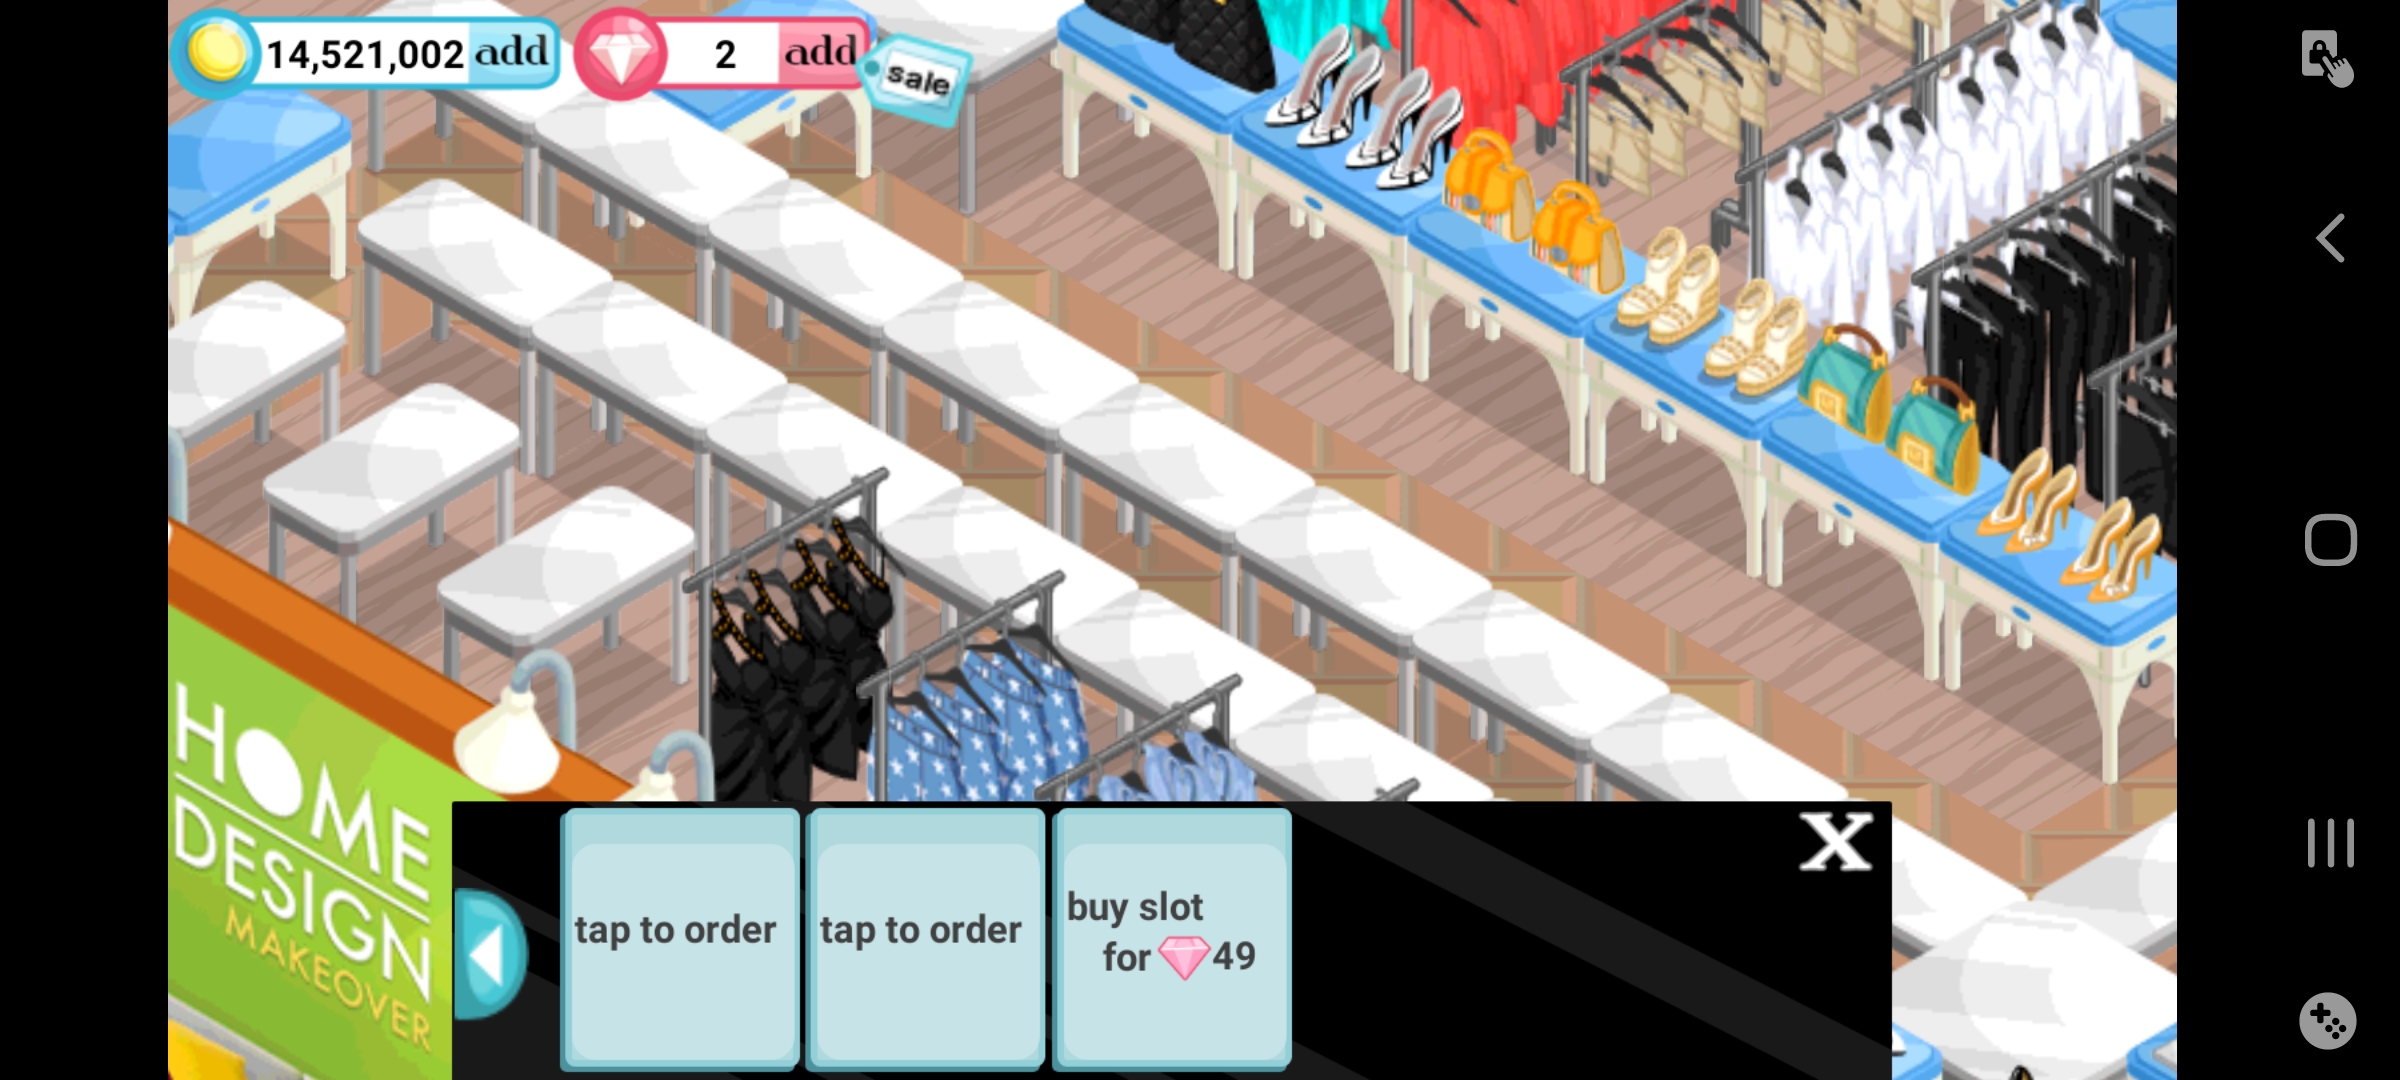 14,521,002 add
2 add
sale
HOME
DESIGN
MAKEOVER
tap to order
tap to order
buy slot
for 49
X